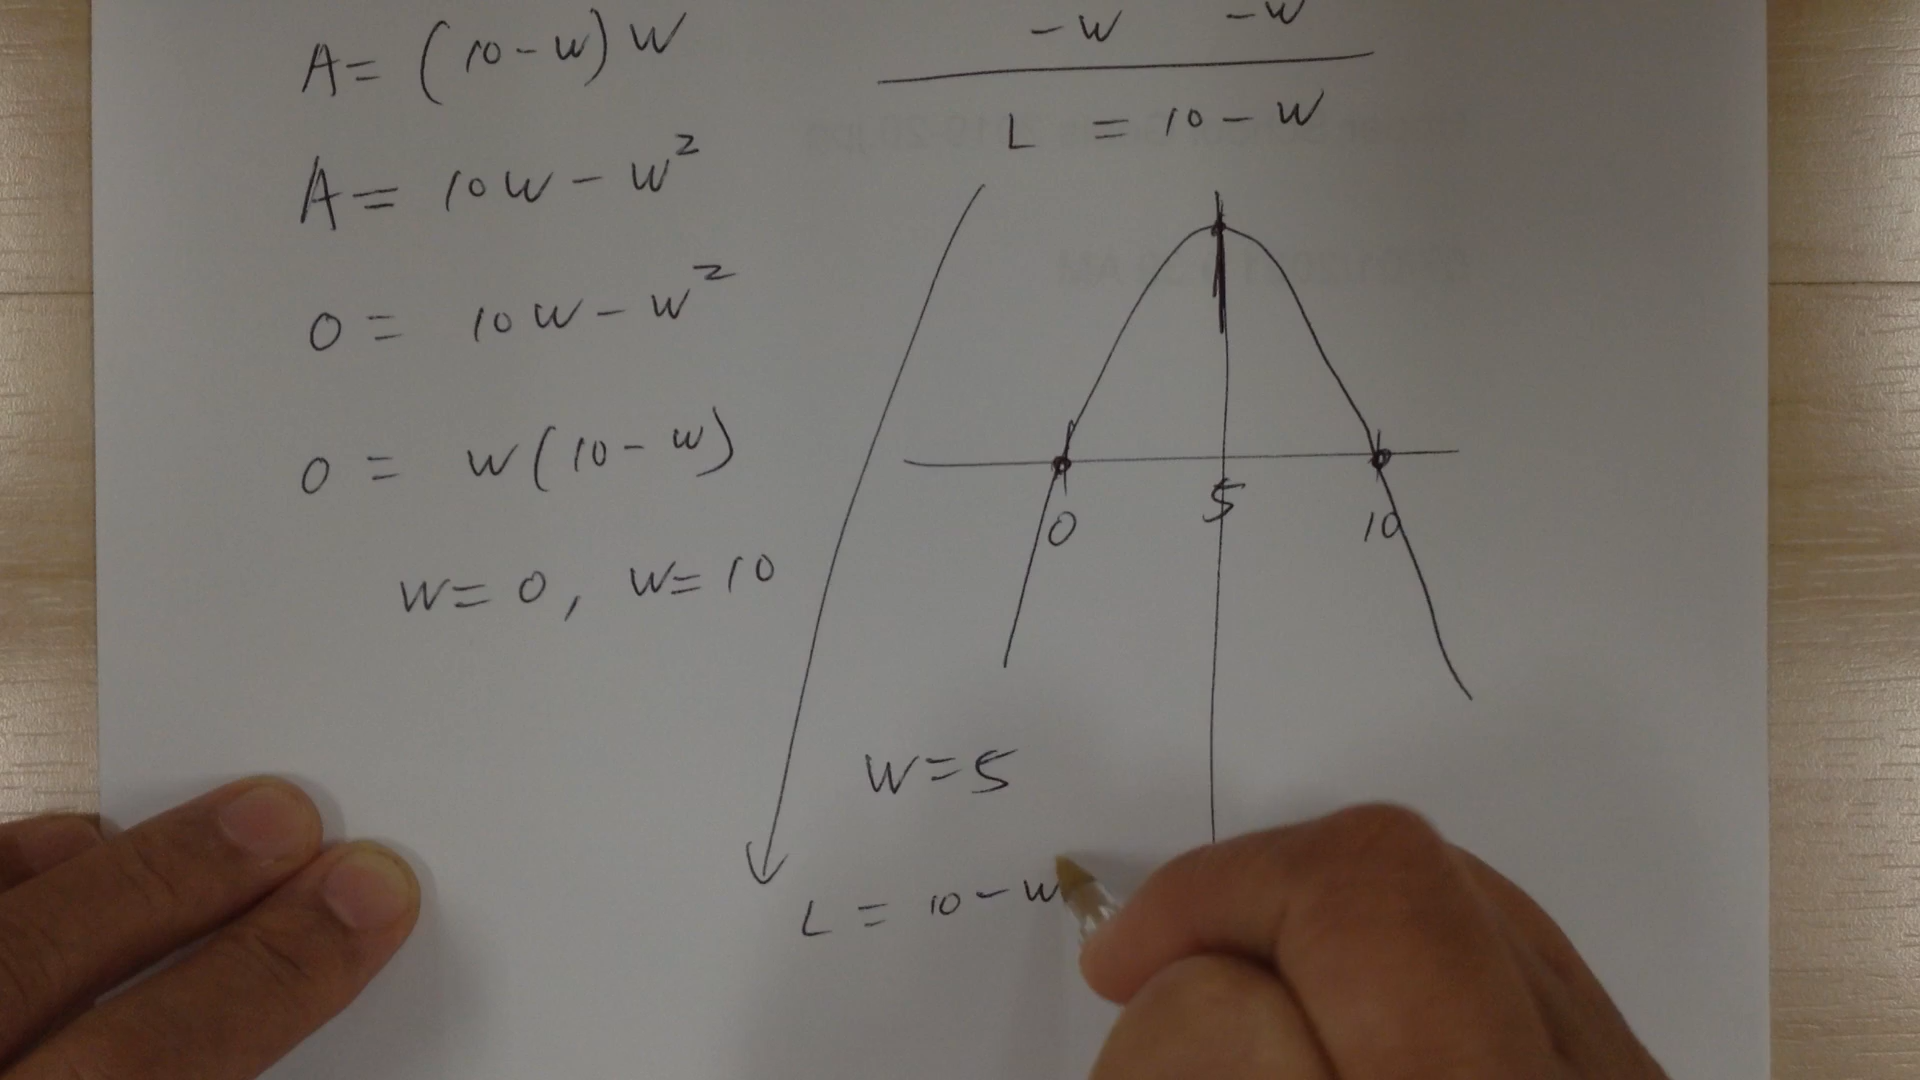 A = (10 - w) w
A = 10w - w²
0 = 10w - w²
0 = w(10 - w)
w = 0, w = 10
-w -w
L = 10 - w
0 5 10
w = 5
L = 10 - w